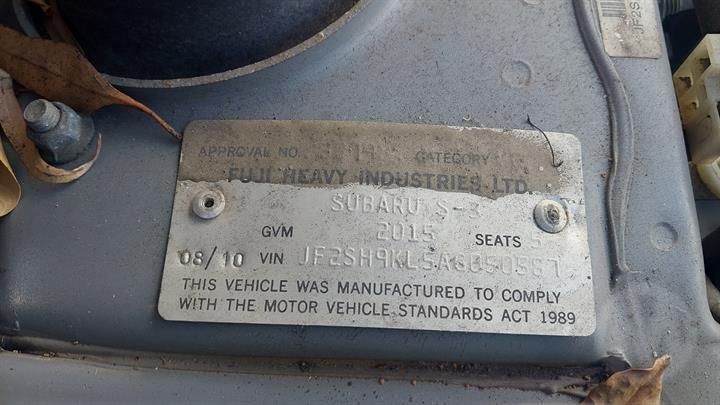 APPROVAL NO. CATEGORY
FUJI HEAVY INDUSTRIES LTD.
SUBARU S-3
GVM 2015 SEATS 5
08/10 VIN
THIS VEHICLE WAS MANUFACTURED TO COMPLY
WITH THE MOTOR VEHICLE STANDARDS ACT 1989
JF2S